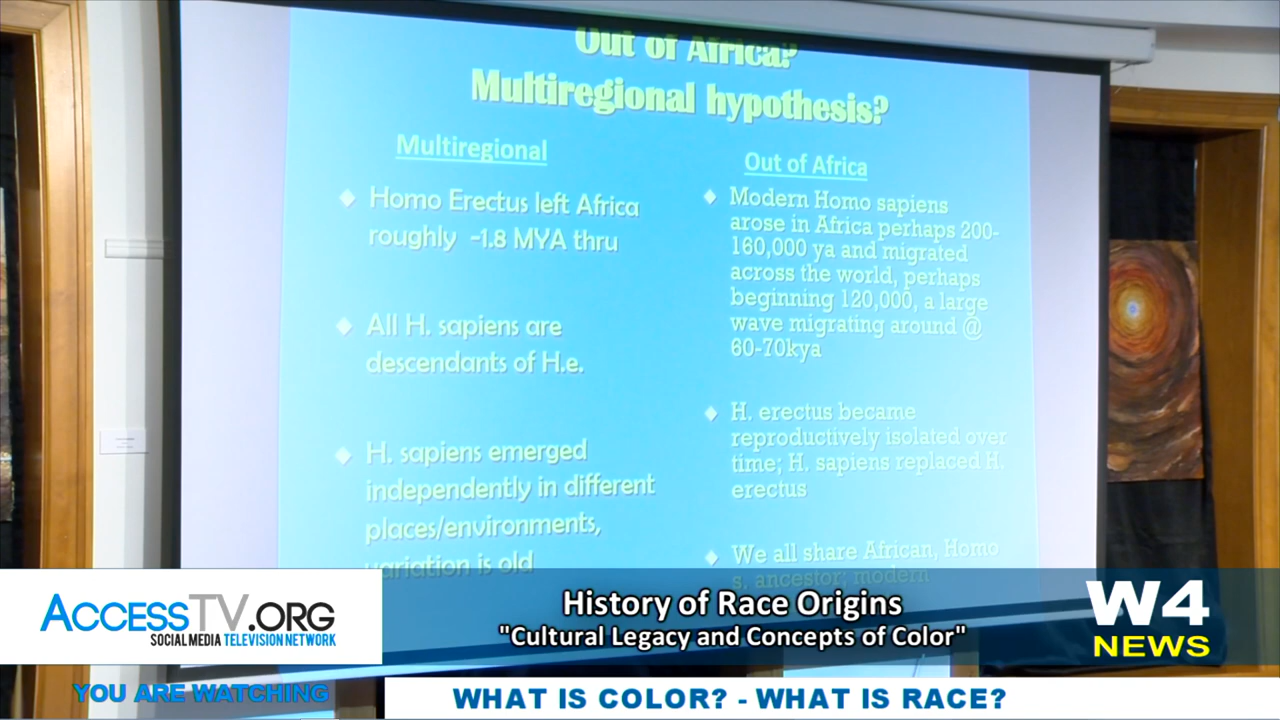 Out of Africa?
Multiregional hypothesis?
Multiregional
Homo Erectus left Africa
roughly ~1.8 MYA thru
All H. sapiens are
descendants of H.e.
H. sapiens emerged
independently in different
places/environments,
variation is old
Out of Africa
Modern Homo sapiens
arose in Africa perhaps 200-
160,000 ya and migrated
across the world, perhaps
beginning 120,000, a large
wave migrating around @
60-70kya
H. erectus became
reproductively isolated over
time; H. sapiens replaced H.
erectus
We all share African, Homo
s. ancestor; modern
ACCESSTV.ORG
SOCIAL MEDIA TELEVISION NETWORK
History of Race Origins
"Cultural Legacy and Concepts of Color"
W4
NEWS
YOU ARE WATCHING
WHAT IS COLOR? - WHAT IS RACE?